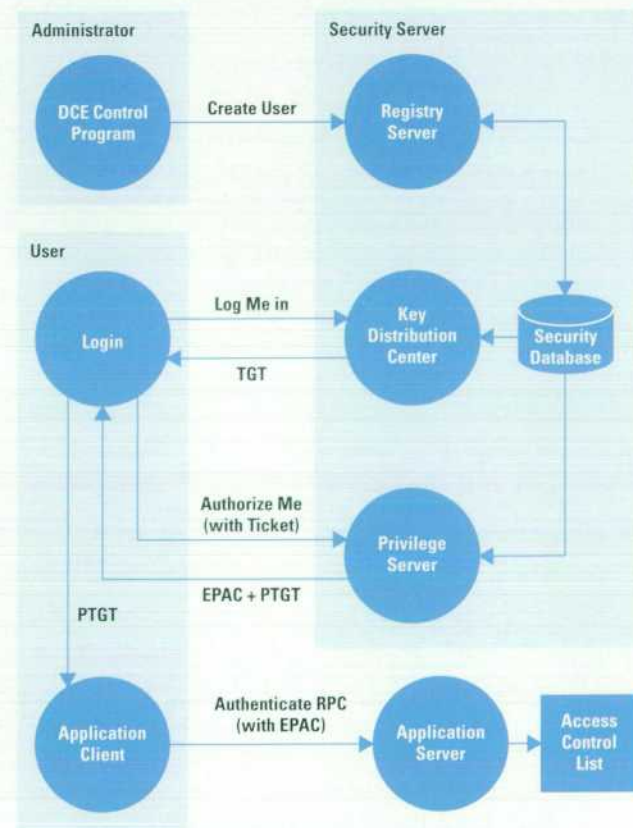 Administrator
Security Server
DCE Control
Program
Create User
Registry
Server
User
Login
Log Me in
TGT
Key
Distribution
Center
Security
Database
Authorize Me
(with Ticket)
Privilege
Server
EPAC + PTGT
PTGT
Application
Client
Authenticate RPC
(with EPAC)
Application
Server
Access
Control
List